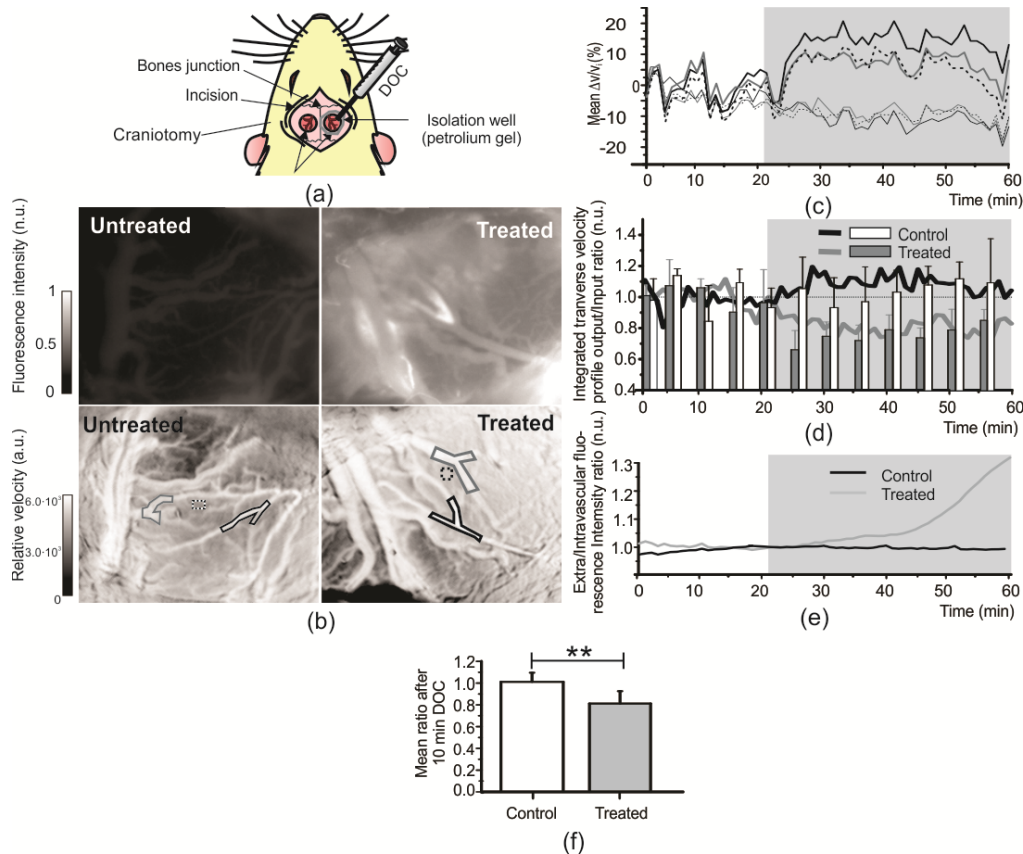 Bones junction
Incision
Craniotomy
DOC
Isolation well
(petrolium gel)
(a)
Fluorescence intensity (n.u.)
1
0.5
0
Untreated
Treated
Relative velocity (a.u.)
6.0·10³
3.0·10³
0
Untreated
Treated
(b)
Mean Δv/vᵢ(%)
20
10
0
-10
-20
0
10
20
30
40
50
60
Time (min)
(c)
Integrated tranverse velocity
profile output/Input ratio (n.u.)
1.4
1.2
1.0
0.8
0.6
0.4
Control
Treated
0
10
20
30
40
50
60
Time (min)
(d)
Extra/Intravascular fluo-
rescence Intensity ratio (n.u.)
1.3
1.2
1.1
1.0
Control
Treated
0
10
20
30
40
50
60
Time (min)
(e)
Mean ratio after
10 min DOC
1.2
1.0
0.8
0.6
0.4
0.2
0.0
**
Control
Treated
(f)